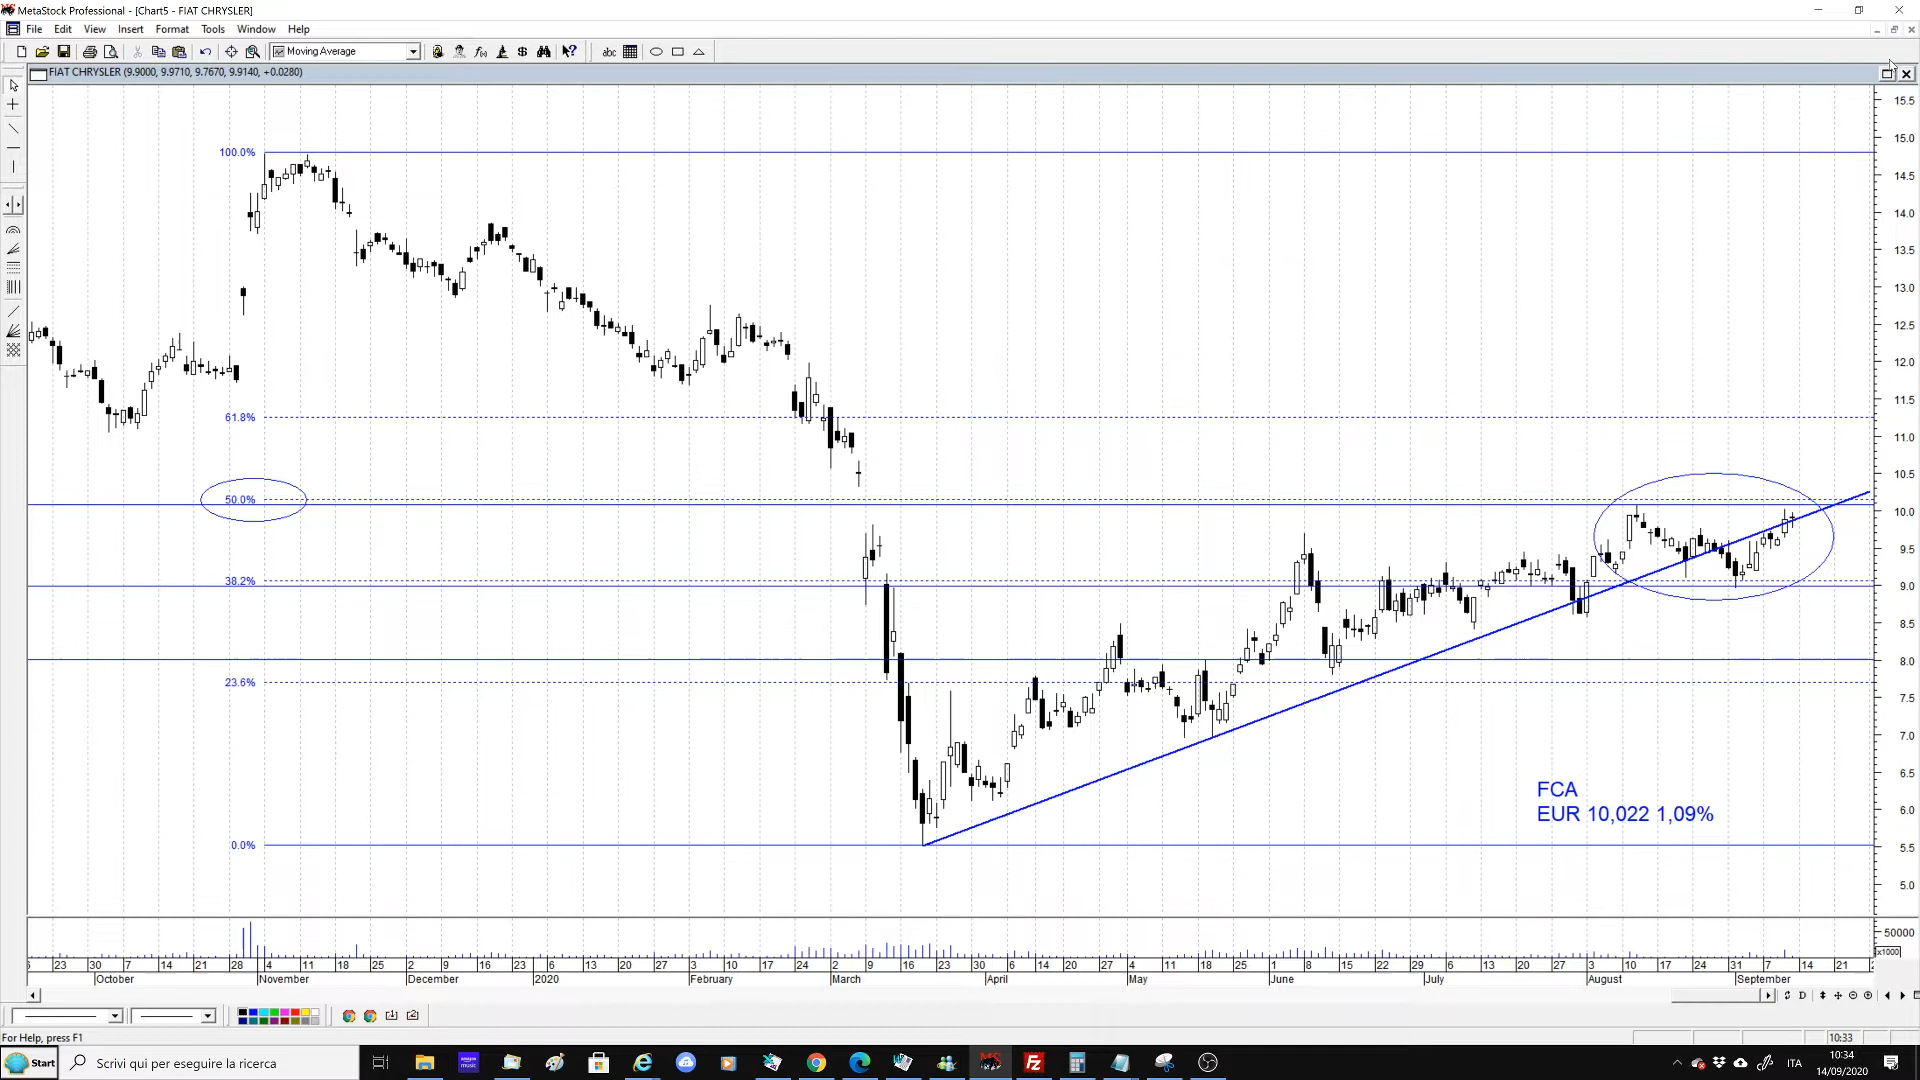 MetaStock Professional - [Chart5 - FIAT CHRYSLER]
File Edit View Insert Format Tools Window Help
Moving Average
abc
FIAT CHRYSLER (9.9000, 9.9710, 9.7670, 9.9140, +0.0280)
100.0%
61.8%
50.0%
38.2%
23.6%
0.0%
15.5
15.0
14.5
14.0
13.5
13.0
12.5
12.0
11.5
11.0
10.5
10.0
9.5
9.0
8.5
8.0
7.5
7.0
6.5
6.0
5.5
5.0
FCA
EUR 10,022 1,09%
50000
x1000
23 30 7 14 21 28 4 11 18 25 2 9 16 23 6 13 20 27 3 10 17 24 2 9 16 23 30 6 14 20 27 4 11 18 25 1 8 15 22 29 6 13 20 27 3 10 17 24 31 7 14 21
October November December 2020 February March April May June July August September
D
For Help, press F1
10:33
Start
Scrivi qui per eseguire la ricerca
ITA
10:34
14/09/2020